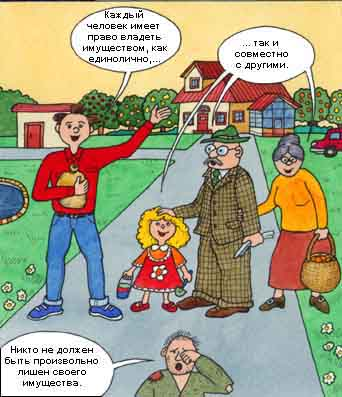 Каждый
человек имеет
право владеть
имуществом, как
единолично,...
... так и
совместно
с другими.
Никто не должен
быть произвольно
лишен своего
имущества.